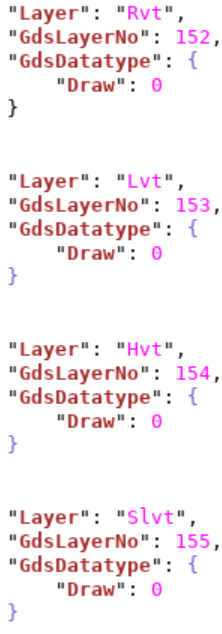 "Layer": "Rvt",
"GdsLayerNo": 152,
"GdsDatatype": {
    "Draw": 0
}
"Layer": "Lvt",
"GdsLayerNo": 153,
"GdsDatatype": {
    "Draw": 0
}
"Layer": "Hvt",
"GdsLayerNo": 154,
"GdsDatatype": {
    "Draw": 0
}
"Layer": "Slvt",
"GdsLayerNo": 155,
"GdsDatatype": {
    "Draw": 0
}